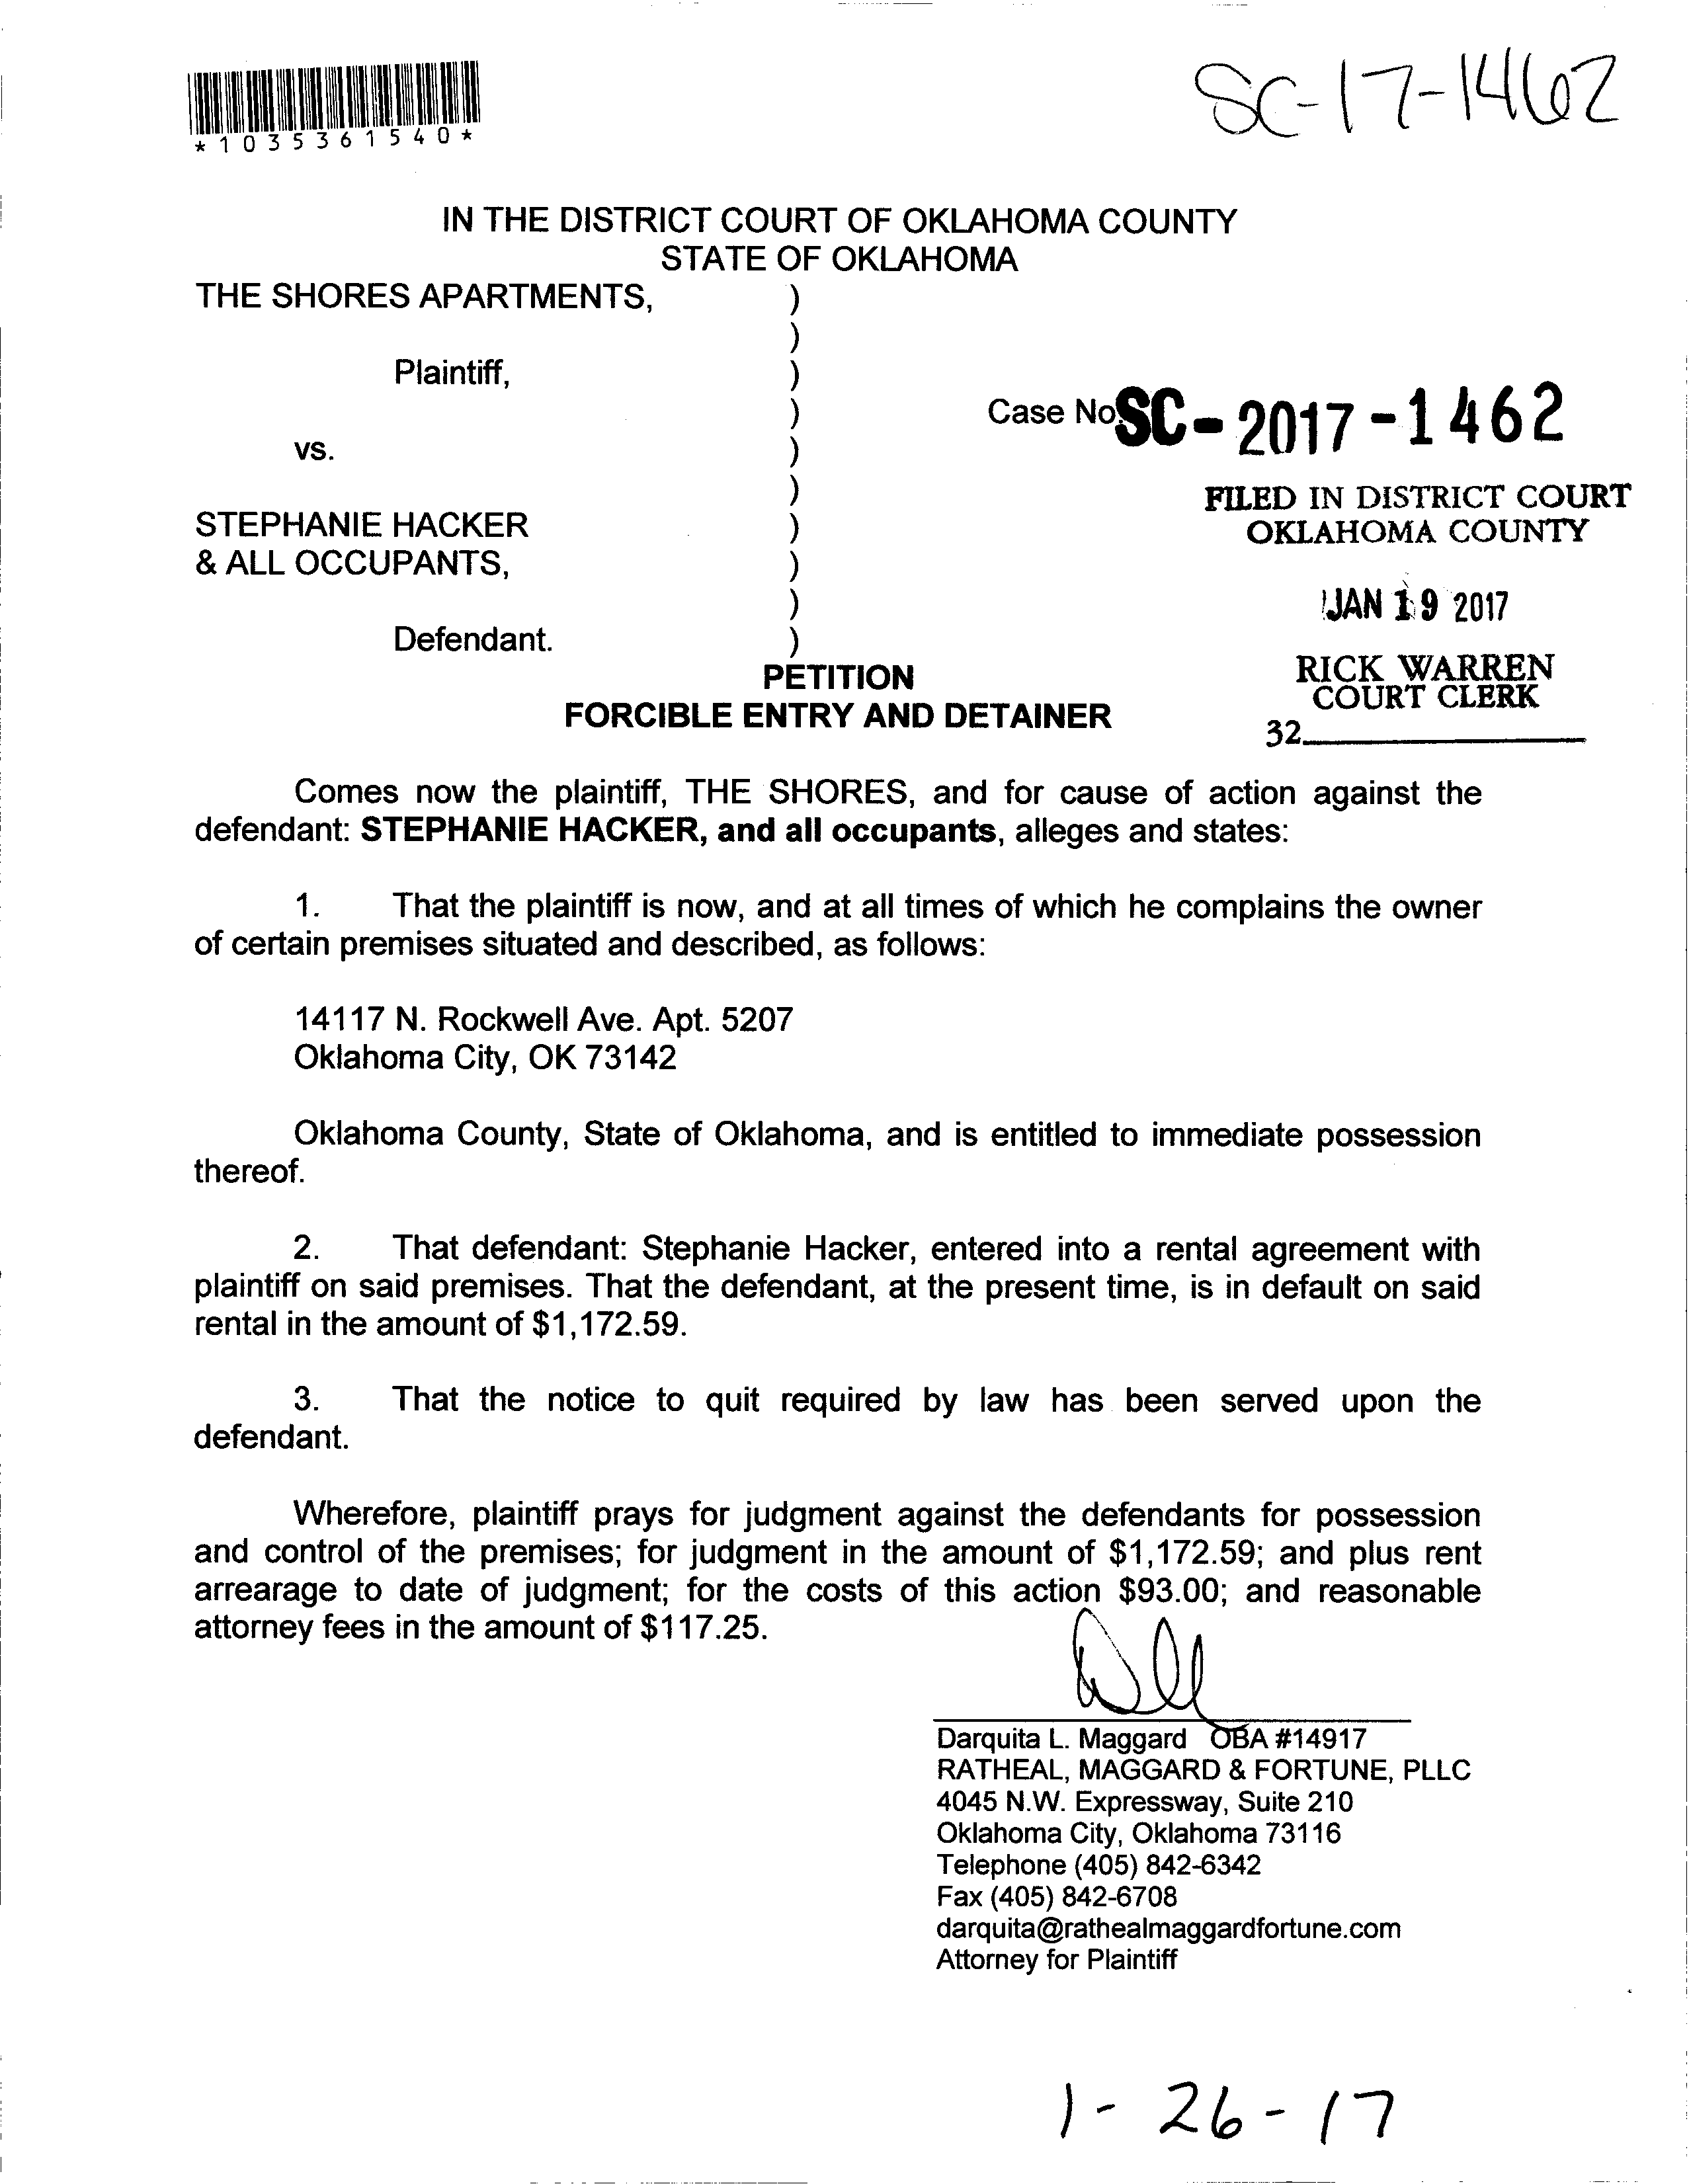 SC-17-1462
*1035361540*
IN THE DISTRICT COURT OF OKLAHOMA COUNTY
STATE OF OKLAHOMA
THE SHORES APARTMENTS, )
)
Plaintiff, )
) Case No. SC-2017-1462
vs. )
) FILED IN DISTRICT COURT
STEPHANIE HACKER ) OKLAHOMA COUNTY
& ALL OCCUPANTS, )
) JAN 19 2017
Defendant. )
PETITION
FORCIBLE ENTRY AND DETAINER
RICK WARREN
COURT CLERK
32
Comes now the plaintiff, THE SHORES, and for cause of action against the
defendant: STEPHANIE HACKER, and all occupants, alleges and states:
1. That the plaintiff is now, and at all times of which he complains the owner
of certain premises situated and described, as follows:
14117 N. Rockwell Ave. Apt. 5207
Oklahoma City, OK 73142
Oklahoma County, State of Oklahoma, and is entitled to immediate possession
thereof.
2. That defendant: Stephanie Hacker, entered into a rental agreement with
plaintiff on said premises. That the defendant, at the present time, is in default on said
rental in the amount of $1,172.59.
3. That the notice to quit required by law has been served upon the
defendant.
Wherefore, plaintiff prays for judgment against the defendants for possession
and control of the premises; for judgment in the amount of $1,172.59; and plus rent
arrearage to date of judgment; for the costs of this action $93.00; and reasonable
attorney fees in the amount of $117.25.
Darquita L. Maggard OBA #14917
RATHEAL, MAGGARD & FORTUNE, PLLC
4045 N.W. Expressway, Suite 210
Oklahoma City, Oklahoma 73116
Telephone (405) 842-6342
Fax (405) 842-6708
darquita@rathealmaggardfortune.com
Attorney for Plaintiff
1-26-17